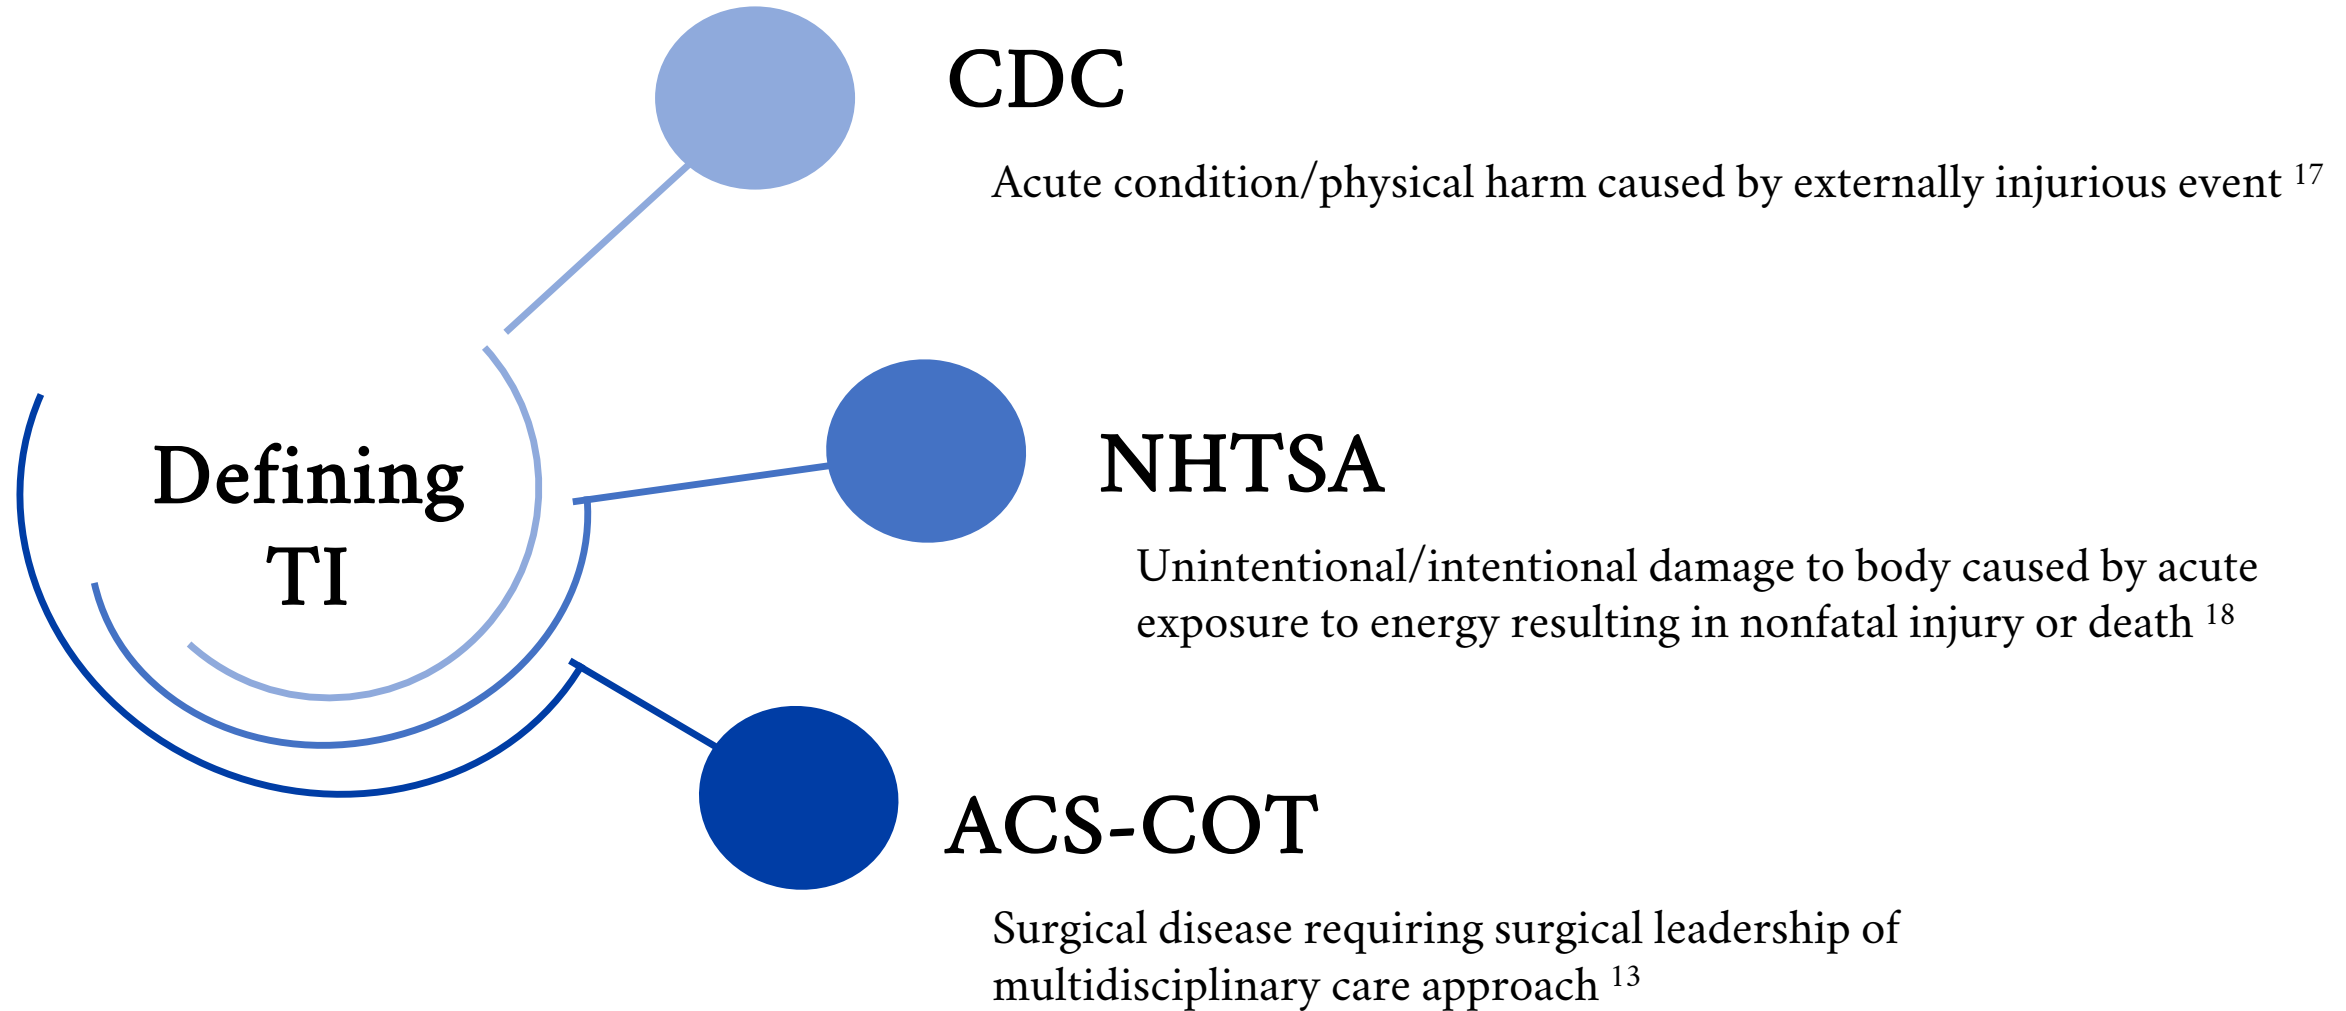 Defining
TI
CDC
Acute condition/physical harm caused by externally injurious event 17
NHTSA
Unintentional/intentional damage to body caused by acute
exposure to energy resulting in nonfatal injury or death 18
ACS-COT
Surgical disease requiring surgical leadership of
multidisciplinary care approach 13